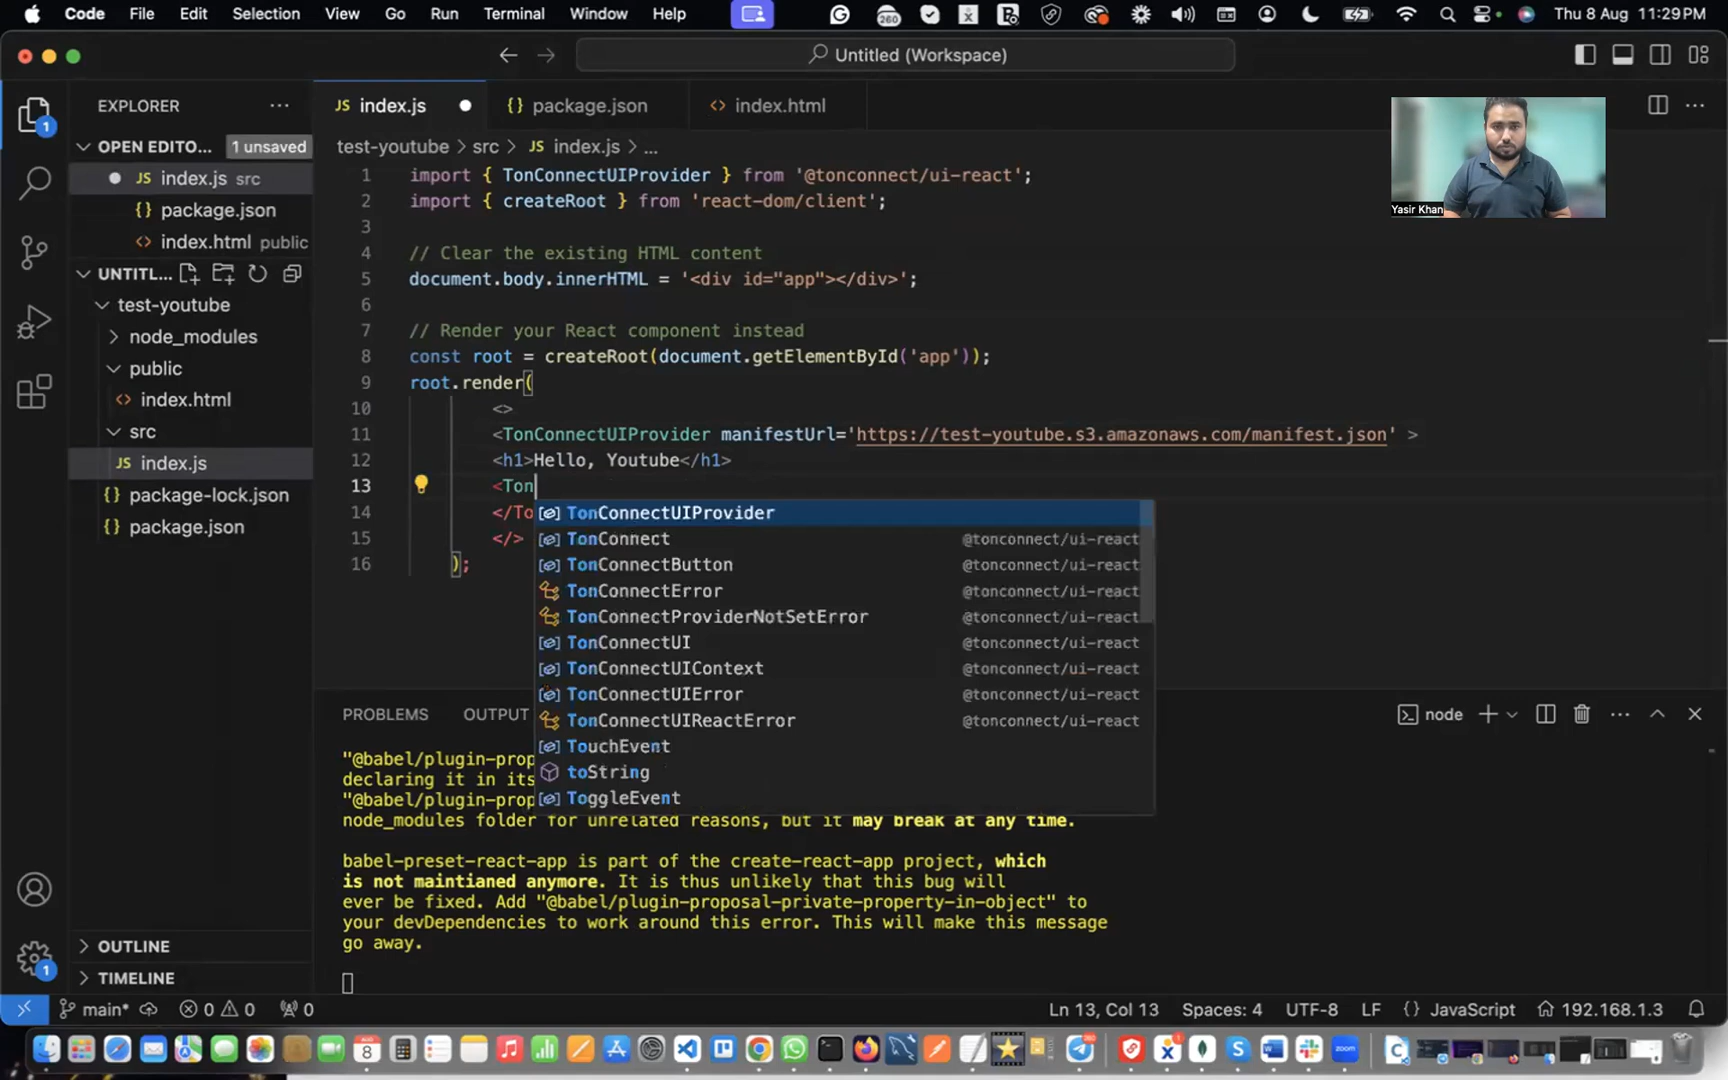 Code File Edit Selection View Go Run Terminal Window Help
260
Thu 8 Aug 11:29 PM
Untitled (Workspace)
EXPLORER
OPEN EDITO... 1 unsaved
index.js src
package.json
index.html public
UNTITL...
test-youtube
node_modules
public
index.html
src
index.js
package-lock.json
package.json
OUTLINE
TIMELINE
1
1
JS index.js
{} package.json
<> index.html
test-youtube > src > JS index.js > ...
Yasir Khan
1 import { TonConnectUIProvider } from '@tonconnect/ui-react';
2 import { createRoot } from 'react-dom/client';
3
4 // Clear the existing HTML content
5 document.body.innerHTML = '<div id="app"></div>';
6
7 // Render your React component instead
8 const root = createRoot(document.getElementById('app'));
9 root.render(
10 <>
11 <TonConnectUIProvider manifestUrl='https://test-youtube.s3.amazonaws.com/manifest.json' >
12 <h1>Hello, Youtube</h1>
13 <Ton
14 </To
15 </>
16 );
TonConnectUIProvider
TonConnect @tonconnect/ui-react
TonConnectButton @tonconnect/ui-react
TonConnectError @tonconnect/ui-react
TonConnectProviderNotSetError @tonconnect/ui-react
TonConnectUI @tonconnect/ui-react
TonConnectUIContext @tonconnect/ui-react
TonConnectUIError @tonconnect/ui-react
TonConnectUIReactError @tonconnect/ui-react
TouchEvent
toString
ToggleEvent
PROBLEMS OUTPUT
node
"@babel/plugin-prop
declaring it in its
"@babel/plugin-prop
node_modules folder for unrelated reasons, but it may break at any time.
babel-preset-react-app is part of the create-react-app project, which
is not maintianed anymore. It is thus unlikely that this bug will
ever be fixed. Add "@babel/plugin-proposal-private-property-in-object" to
your devDependencies to work around this error. This will make this message
go away.
main* 0 0 0
Ln 13, Col 13 Spaces: 4 UTF-8 LF {} JavaScript 192.168.1.3